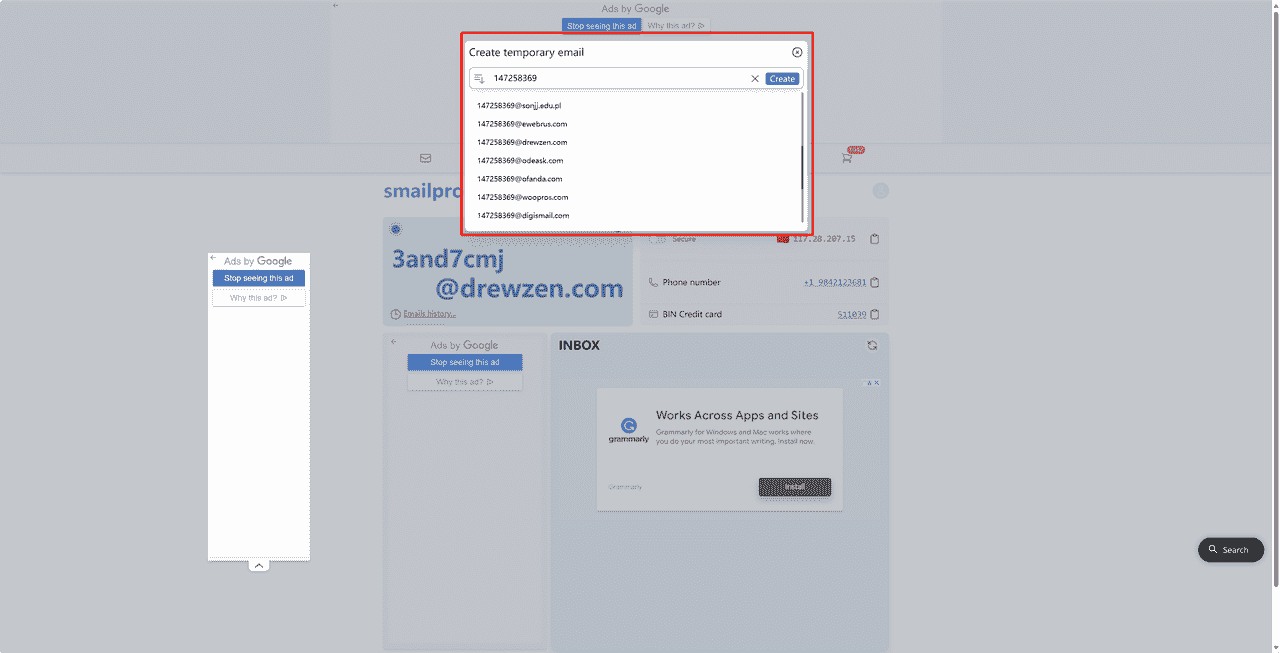 Ads by Google
Stop seeing this ad
Why this ad?
Create temporary email
147258369
Create
147258369@sonjj.edu.pl
147258369@ewebrus.com
147258369@drewzen.com
147258369@odeask.com
147258369@ofanda.com
147258369@woopros.com
147258369@digismail.com
smailpro
3and7cmj
@drewzen.com
Emails history...
Secure
117.28.207.15
Phone number
+1 9842123681
BIN Credit card
511039
Ads by Google
Stop seeing this ad
Why this ad?
Ads by Google
Stop seeing this ad
Why this ad?
INBOX
grammarly
Works Across Apps and Sites
Grammarly for Windows and Mac works where
you do your most important writing. Install now.
Grammarly
Install
Search